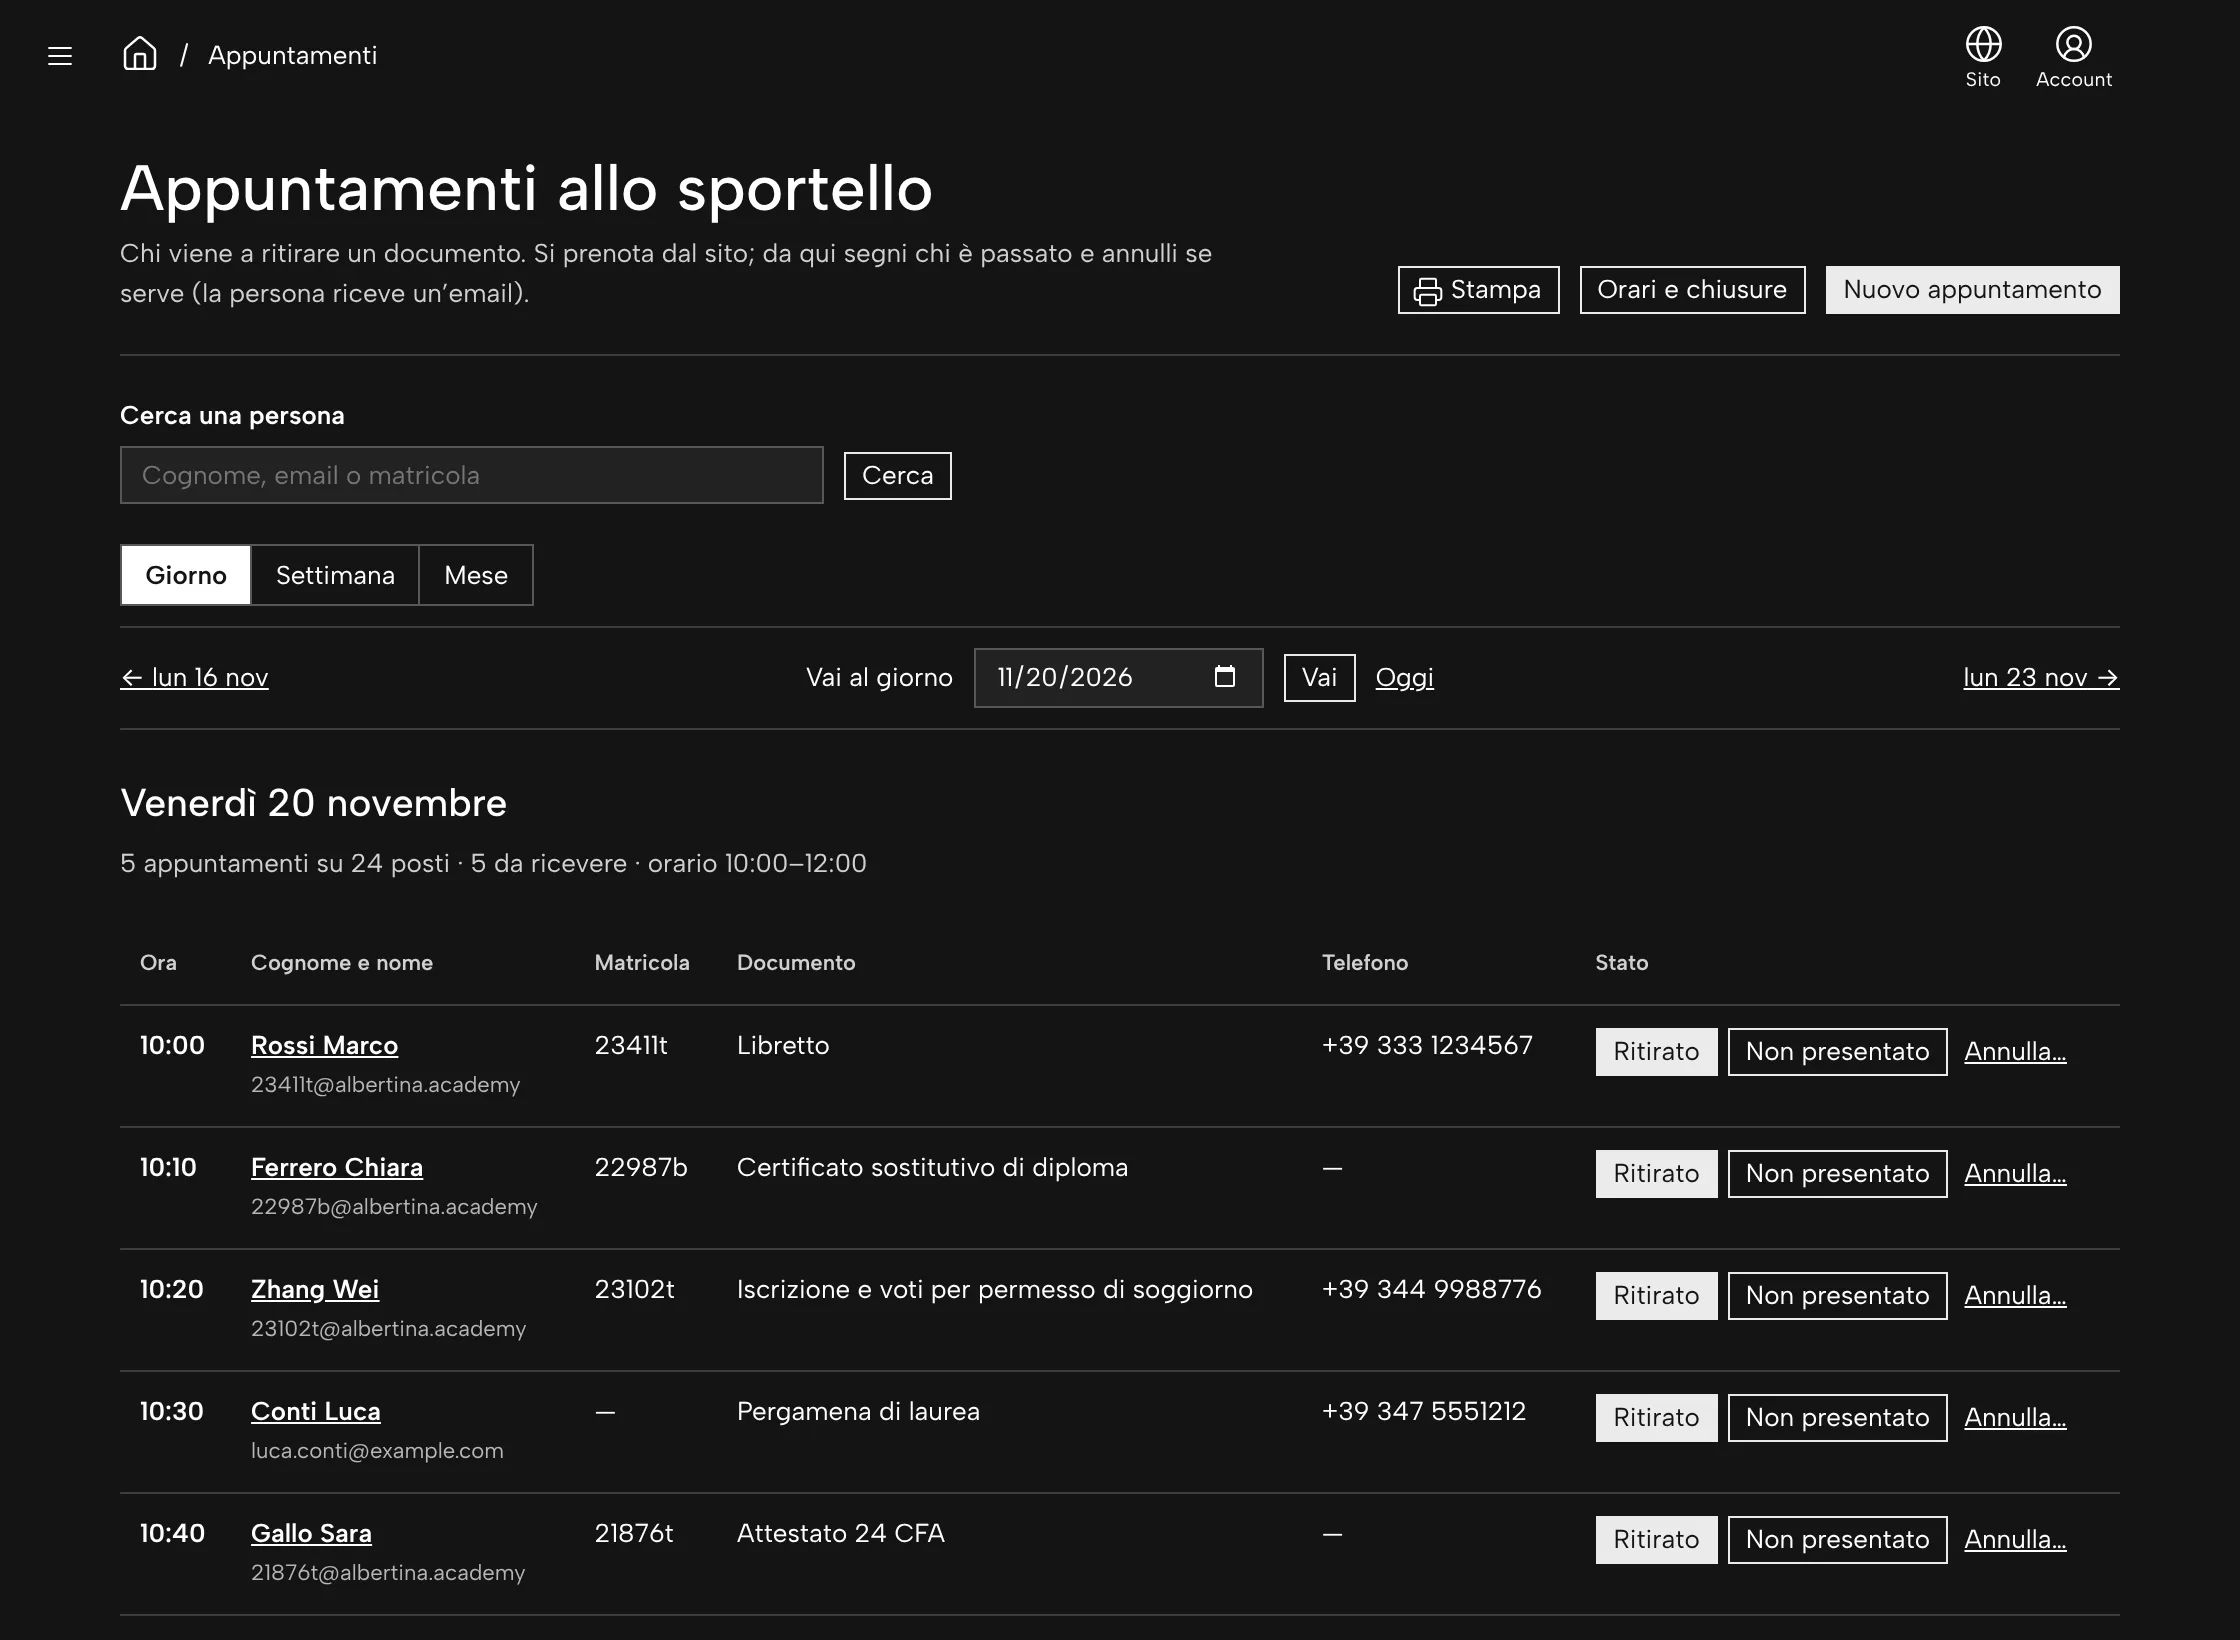 / Appuntamenti
Sito
Account
Appuntamenti allo sportello
Chi viene a ritirare un documento. Si prenota dal sito; da qui segni chi è passato e annulli se
serve (la persona riceve un’email).
Stampa
Orari e chiusure
Nuovo appuntamento
Cerca una persona
Cognome, email o matricola
Cerca
Giorno
Settimana
Mese
← lun 16 nov
Vai al giorno
11/20/2026
Vai
Oggi
lun 23 nov →
Venerdì 20 novembre
5 appuntamenti su 24 posti · 5 da ricevere · orario 10:00–12:00
Ora Cognome e nome Matricola Documento Telefono Stato
10:00 Rossi Marco 23411t Libretto +39 333 1234567 Ritirato Non presentato Annulla…
23411t@albertina.academy
10:10 Ferrero Chiara 22987b Certificato sostitutivo di diploma — Ritirato Non presentato Annulla…
22987b@albertina.academy
10:20 Zhang Wei 23102t Iscrizione e voti per permesso di soggiorno +39 344 9988776 Ritirato Non presentato Annulla…
23102t@albertina.academy
10:30 Conti Luca — Pergamena di laurea +39 347 5551212 Ritirato Non presentato Annulla…
luca.conti@example.com
10:40 Gallo Sara 21876t Attestato 24 CFA — Ritirato Non presentato Annulla…
21876t@albertina.academy